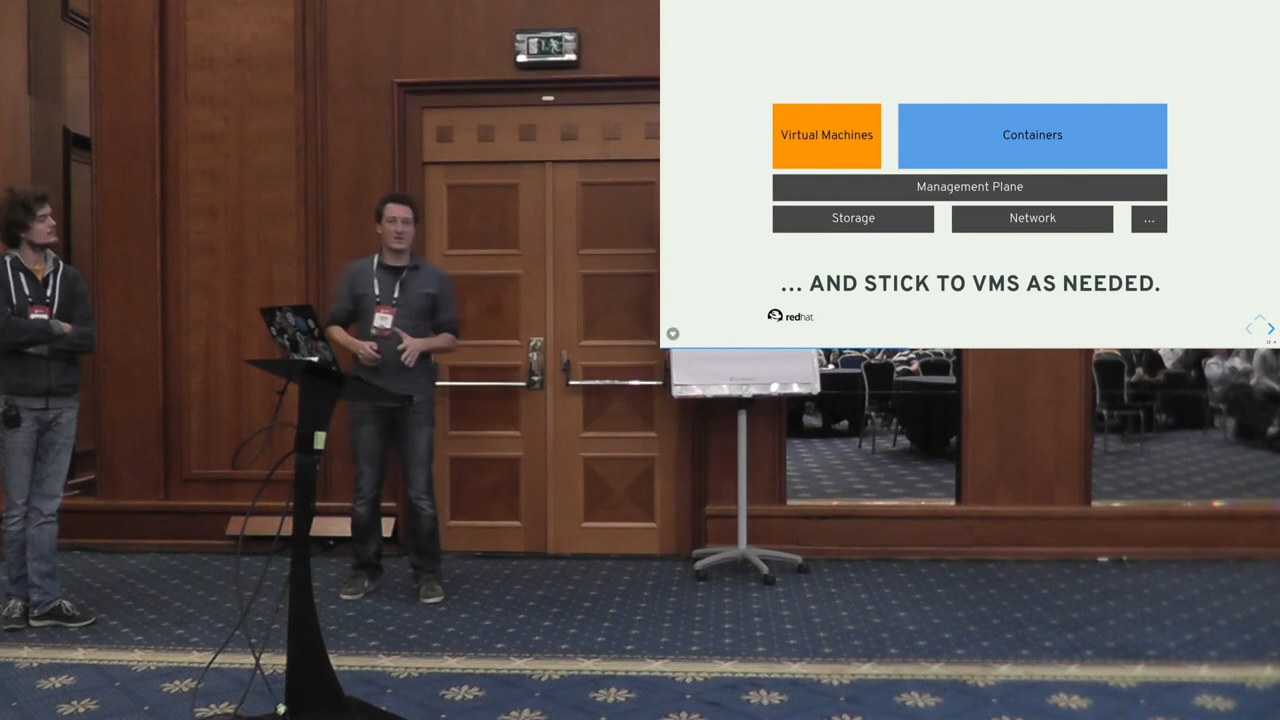 Virtual Machines
Containers
Management Plane
Storage
Network
...
... AND STICK TO VMS AS NEEDED.
redhat